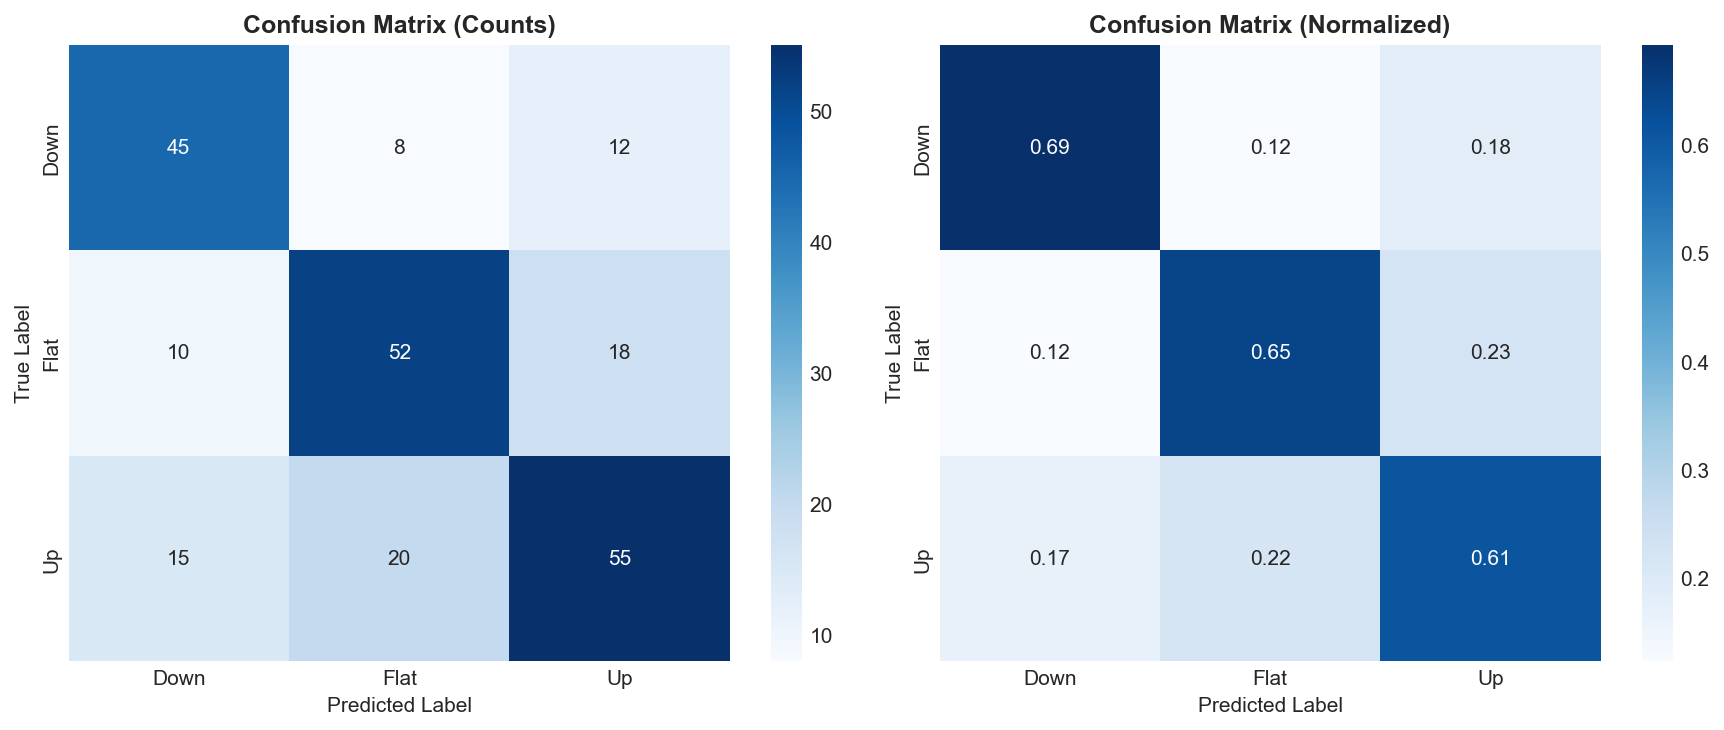 Confusion Matrix (Counts)
Down 45 8 12
Flat 10 52 18
Up 15 20 55
True Label
Down Flat Up
Predicted Label
50
40
30
20
10
Confusion Matrix (Normalized)
Down 0.69 0.12 0.18
Flat 0.12 0.65 0.23
Up 0.17 0.22 0.61
True Label
Down Flat Up
Predicted Label
0.6
0.5
0.4
0.3
0.2